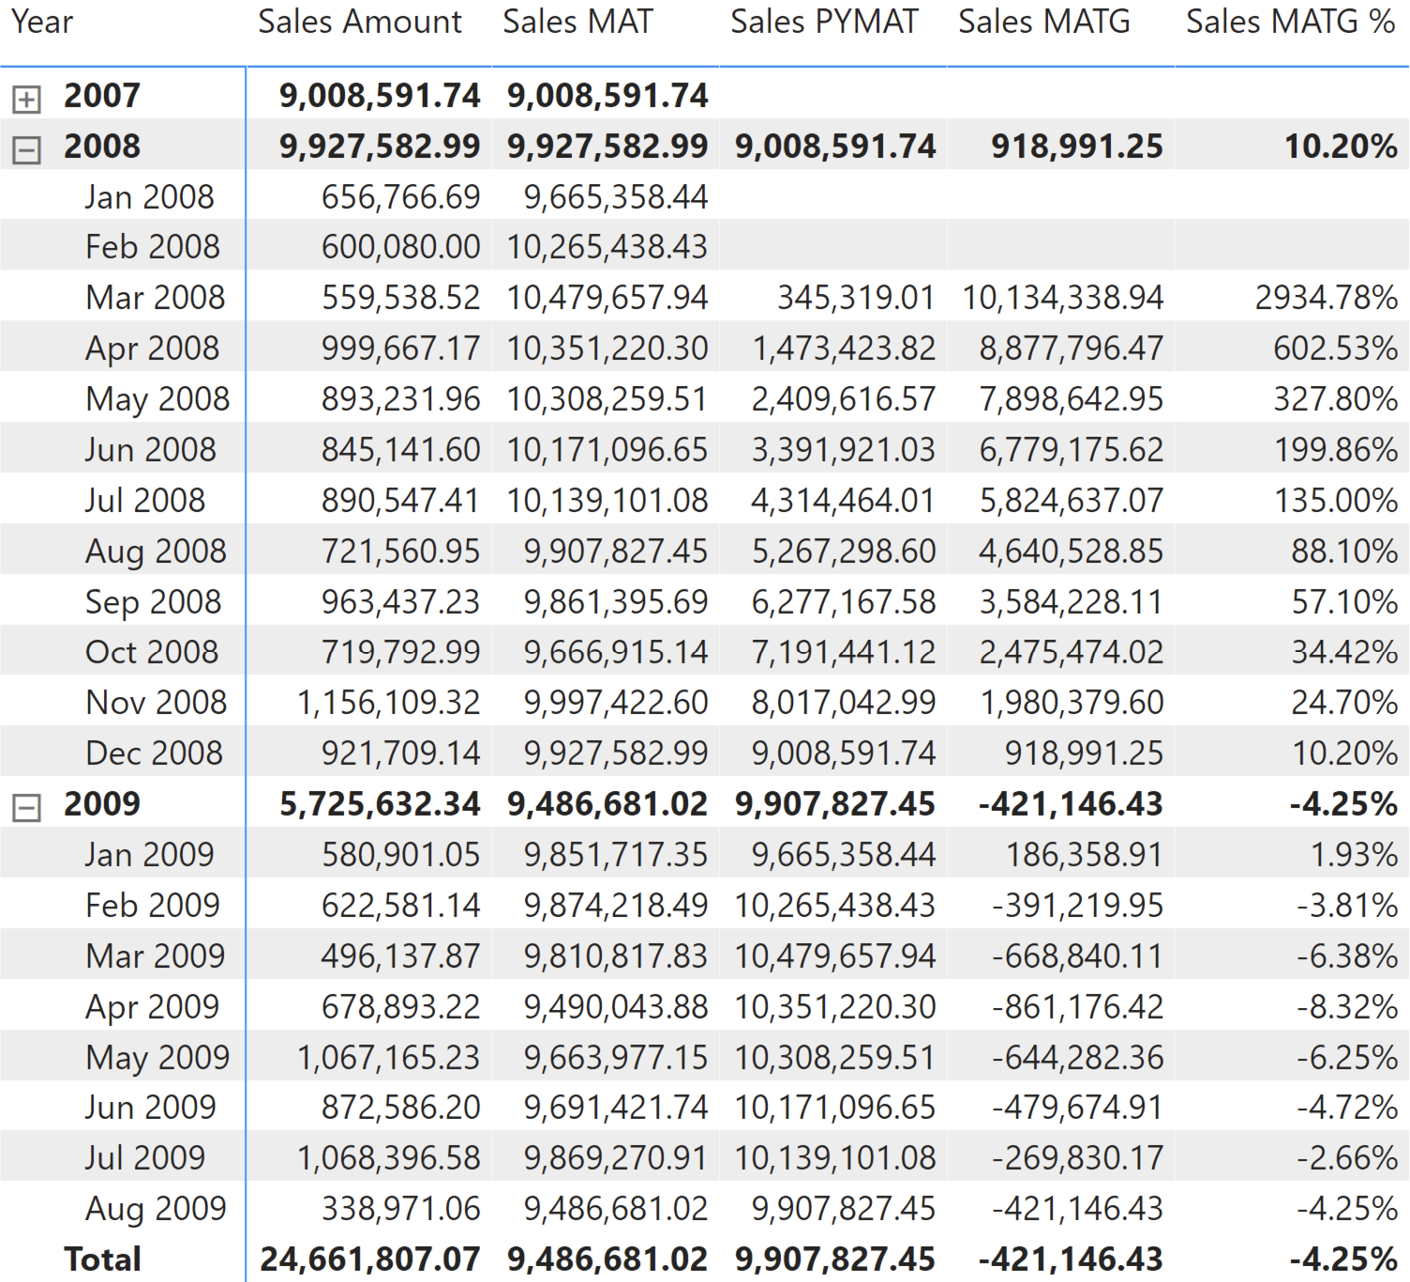 Year Sales Amount Sales MAT Sales PYMAT Sales MATG Sales MATG %
2007 9,008,591.74 9,008,591.74
2008 9,927,582.99 9,927,582.99 9,008,591.74 918,991.25 10.20%
Jan 2008 656,766.69 9,665,358.44
Feb 2008 600,080.00 10,265,438.43
Mar 2008 559,538.52 10,479,657.94 345,319.01 10,134,338.94 2934.78%
Apr 2008 999,667.17 10,351,220.30 1,473,423.82 8,877,796.47 602.53%
May 2008 893,231.96 10,308,259.51 2,409,616.57 7,898,642.95 327.80%
Jun 2008 845,141.60 10,171,096.65 3,391,921.03 6,779,175.62 199.86%
Jul 2008 890,547.41 10,139,101.08 4,314,464.01 5,824,637.07 135.00%
Aug 2008 721,560.95 9,907,827.45 5,267,298.60 4,640,528.85 88.10%
Sep 2008 963,437.23 9,861,395.69 6,277,167.58 3,584,228.11 57.10%
Oct 2008 719,792.99 9,666,915.14 7,191,441.12 2,475,474.02 34.42%
Nov 2008 1,156,109.32 9,997,422.60 8,017,042.99 1,980,379.60 24.70%
Dec 2008 921,709.14 9,927,582.99 9,008,591.74 918,991.25 10.20%
2009 5,725,632.34 9,486,681.02 9,907,827.45 -421,146.43 -4.25%
Jan 2009 580,901.05 9,851,717.35 9,665,358.44 186,358.91 1.93%
Feb 2009 622,581.14 9,874,218.49 10,265,438.43 -391,219.95 -3.81%
Mar 2009 496,137.87 9,810,817.83 10,479,657.94 -668,840.11 -6.38%
Apr 2009 678,893.22 9,490,043.88 10,351,220.30 -861,176.42 -8.32%
May 2009 1,067,165.23 9,663,977.15 10,308,259.51 -644,282.36 -6.25%
Jun 2009 872,586.20 9,691,421.74 10,171,096.65 -479,674.91 -4.72%
Jul 2009 1,068,396.58 9,869,270.91 10,139,101.08 -269,830.17 -2.66%
Aug 2009 338,971.06 9,486,681.02 9,907,827.45 -421,146.43 -4.25%
Total 24,661,807.07 9,486,681.02 9,907,827.45 -421,146.43 -4.25%